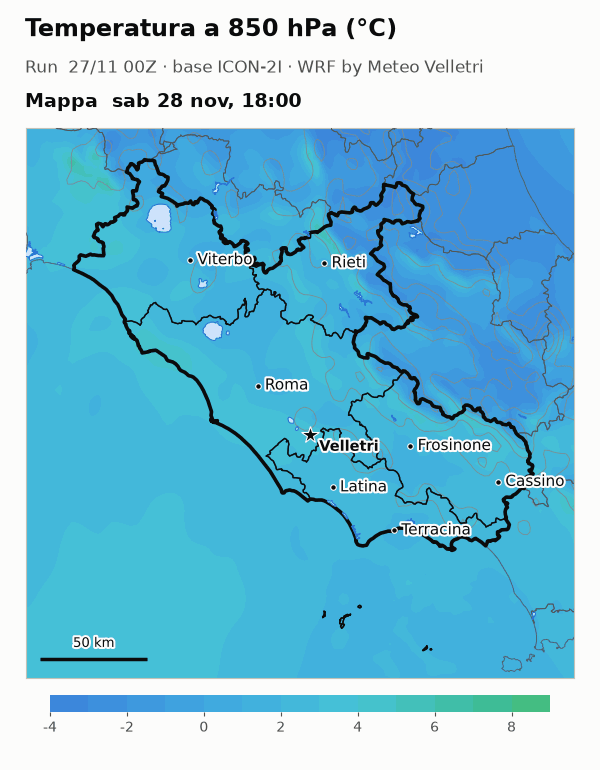 Temperatura a 850 hPa (°C)
Run  27/11 00Z · base ICON-2I · WRF by Meteo Velletri
Mappa  sab 28 nov, 18:00
Viterbo
Rieti
Roma
Velletri
Frosinone
Latina
Cassino
Terracina
50 km
-4 -2 0 2 4 6 8